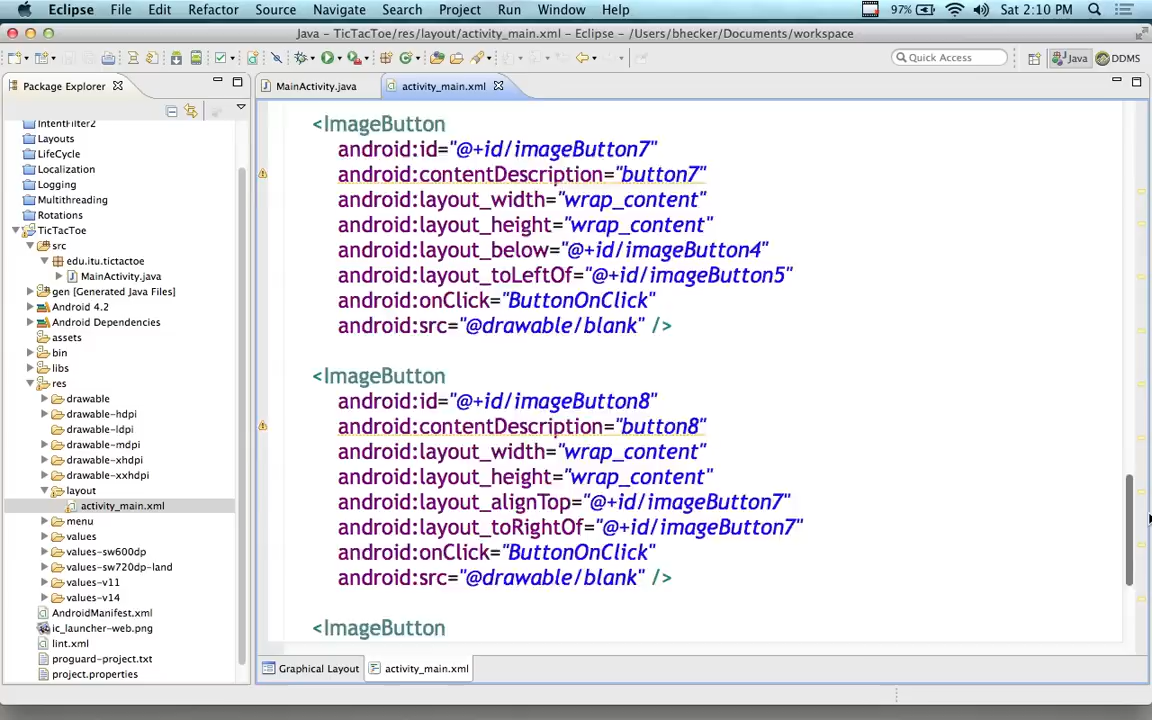 Eclipse File Edit Refactor Source Navigate Search Project Run Window Help 97% Sat 2:10 PM
Java – TicTacToe/res/layout/activity_main.xml – Eclipse – /Users/bhecker/Documents/workspace
Quick Access Java DDMS
Package Explorer
MainActivity.java activity_main.xml
IntentFilter2
Layouts
LifeCycle
Localization
Logging
Multithreading
Rotations
TicTacToe
src
edu.itu.tictactoe
MainActivity.java
gen [Generated Java Files]
Android 4.2
Android Dependencies
assets
bin
libs
res
drawable
drawable-hdpi
drawable-ldpi
drawable-mdpi
drawable-xhdpi
drawable-xxhdpi
layout
activity_main.xml
menu
values
values-sw600dp
values-sw720dp-land
values-v11
values-v14
AndroidManifest.xml
ic_launcher-web.png
lint.xml
proguard-project.txt
project.properties
<ImageButton
android:id="@+id/imageButton7"
android:contentDescription="button7"
android:layout_width="wrap_content"
android:layout_height="wrap_content"
android:layout_below="@+id/imageButton4"
android:layout_toLeftOf="@+id/imageButton5"
android:onClick="ButtonOnClick"
android:src="@drawable/blank" />
<ImageButton
android:id="@+id/imageButton8"
android:contentDescription="button8"
android:layout_width="wrap_content"
android:layout_height="wrap_content"
android:layout_alignTop="@+id/imageButton7"
android:layout_toRightOf="@+id/imageButton7"
android:onClick="ButtonOnClick"
android:src="@drawable/blank" />
<ImageButton
Graphical Layout activity_main.xml